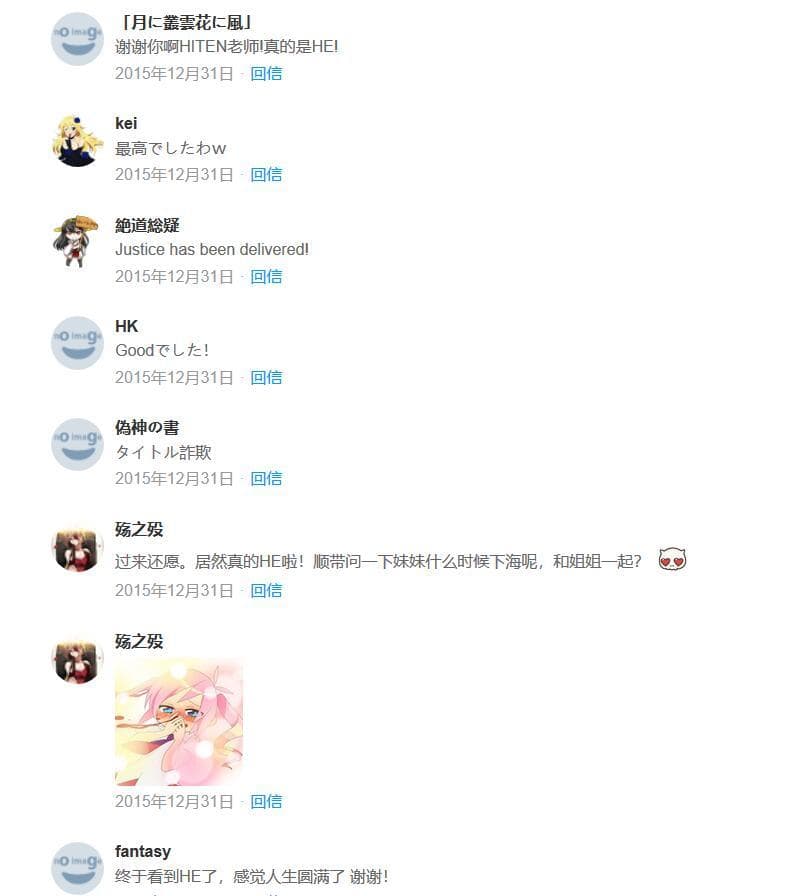 「月に叢雲花に風」
谢谢你啊HITEN老师!真的是HE!
2015年12月31日 · 回信
kei
最高でしたわw
2015年12月31日 · 回信
絶道総疑
Justice has been delivered!
2015年12月31日 · 回信
no image
HK
Goodでした！
2015年12月31日 · 回信
no image
偽神の書
タイトル詐欺
2015年12月31日 · 回信
殇之殁
过来还愿。居然真的HE啦！顺带问一下妹妹什么时候下海呢，和姐姐一起？
2015年12月31日 · 回信
殇之殁
2015年12月31日 · 回信
no image
fantasy
终于看到HE了，感觉人生圆满了 谢谢！